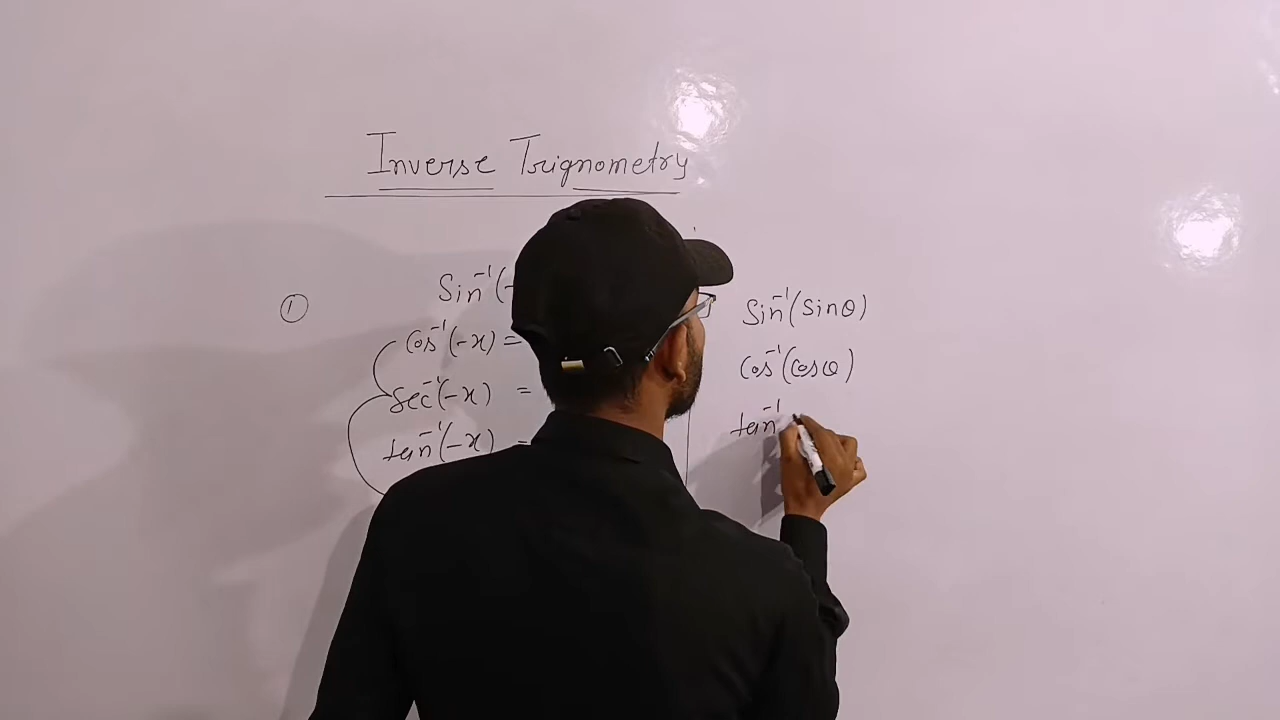 Inverse Trignometry
①
Sin⁻¹(-
Cos⁻¹(-x) =
Sec⁻¹(-x) =
tan⁻¹(-x) =
Sin⁻¹(Sinθ)
Cos⁻¹(Cosθ)
tan⁻¹